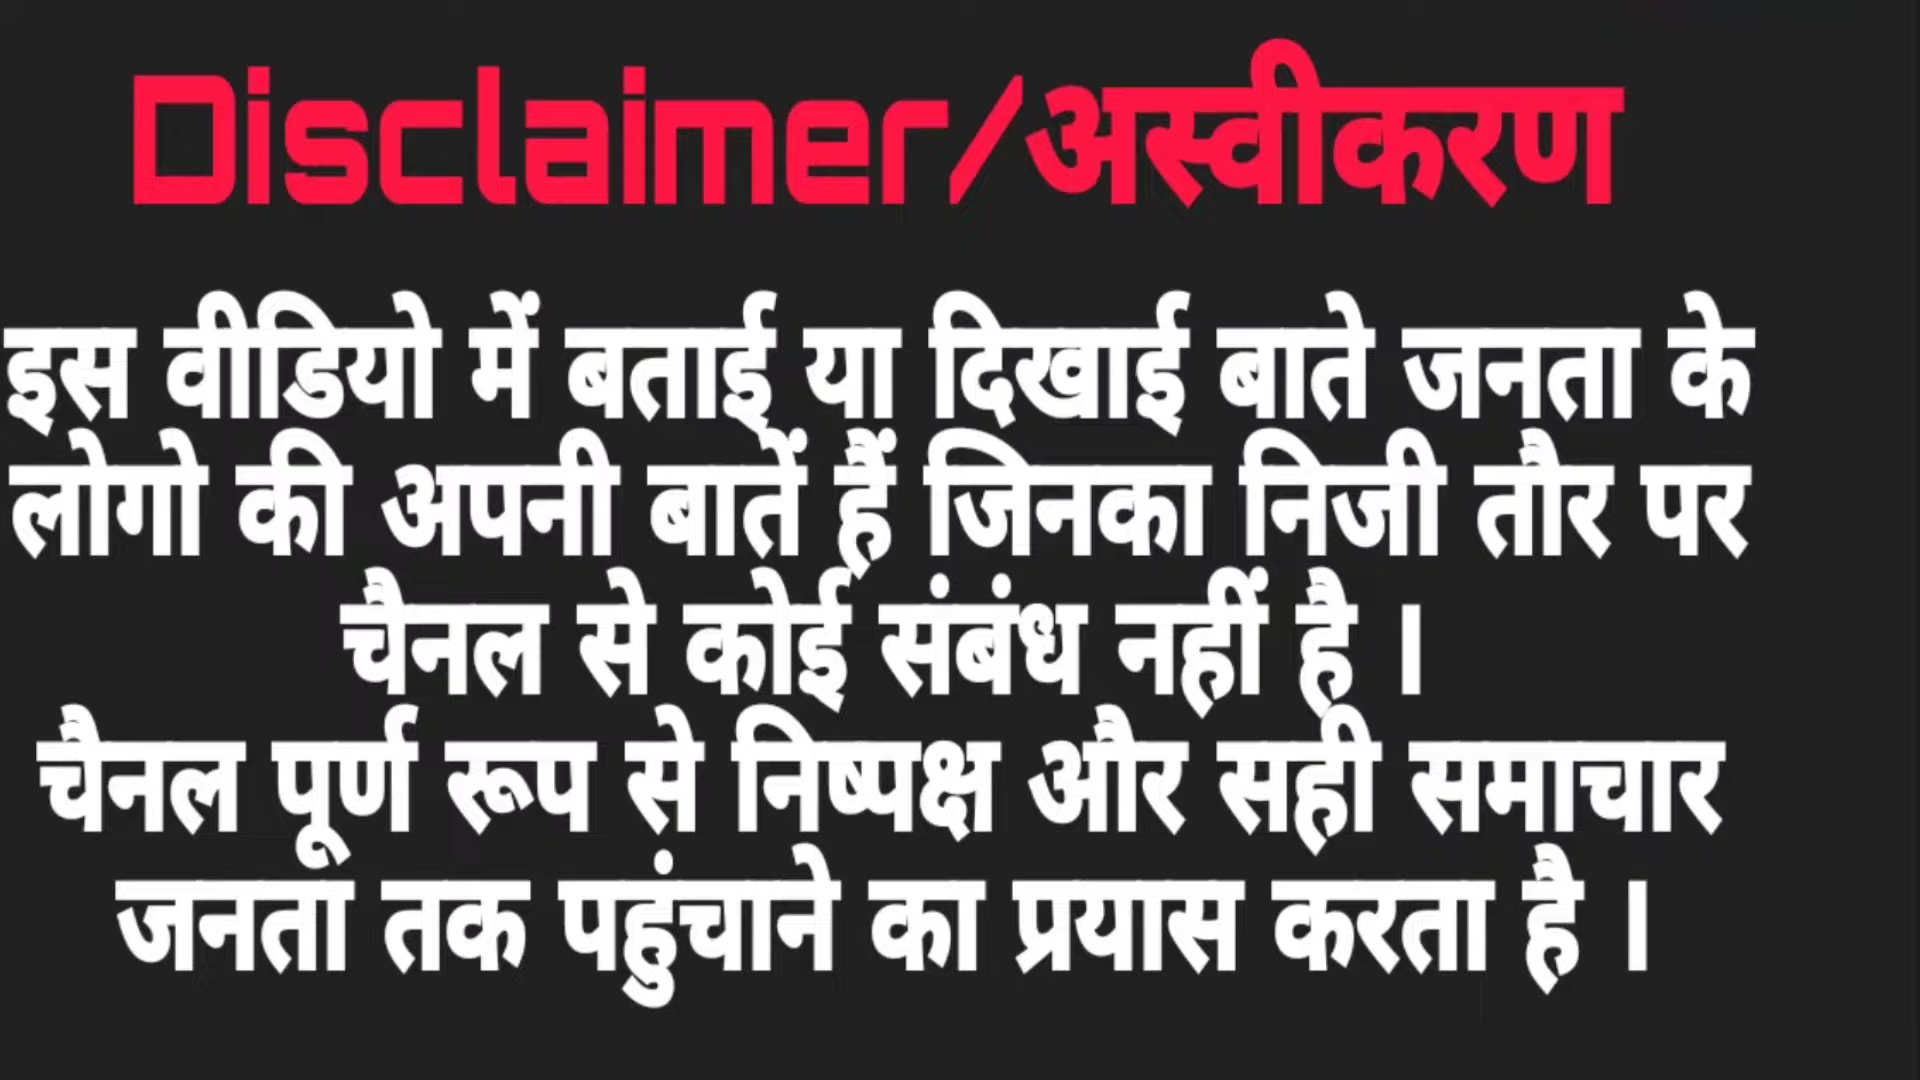 Disclaimer/अस्वीकरण
इस वीडियो में बताई या दिखाई बाते जनता के
लोगो की अपनी बातें हैं जिनका निजी तौर पर
चैनल से कोई संबंध नहीं है ।
चैनल पूर्ण रूप से निष्पक्ष और सही समाचार
जनता तक पहुंचाने का प्रयास करता है ।